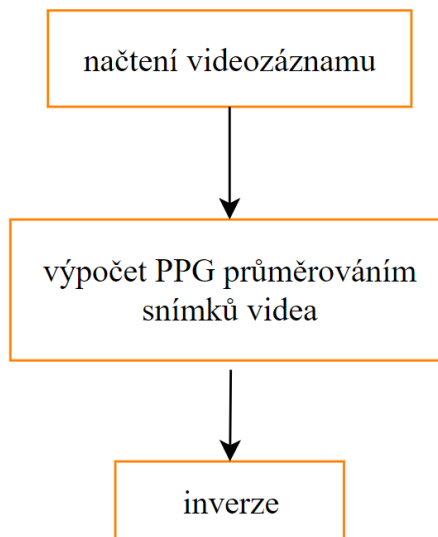 načtení videozáznamu
výpočet PPG průměrováním
snímků videa
inverze